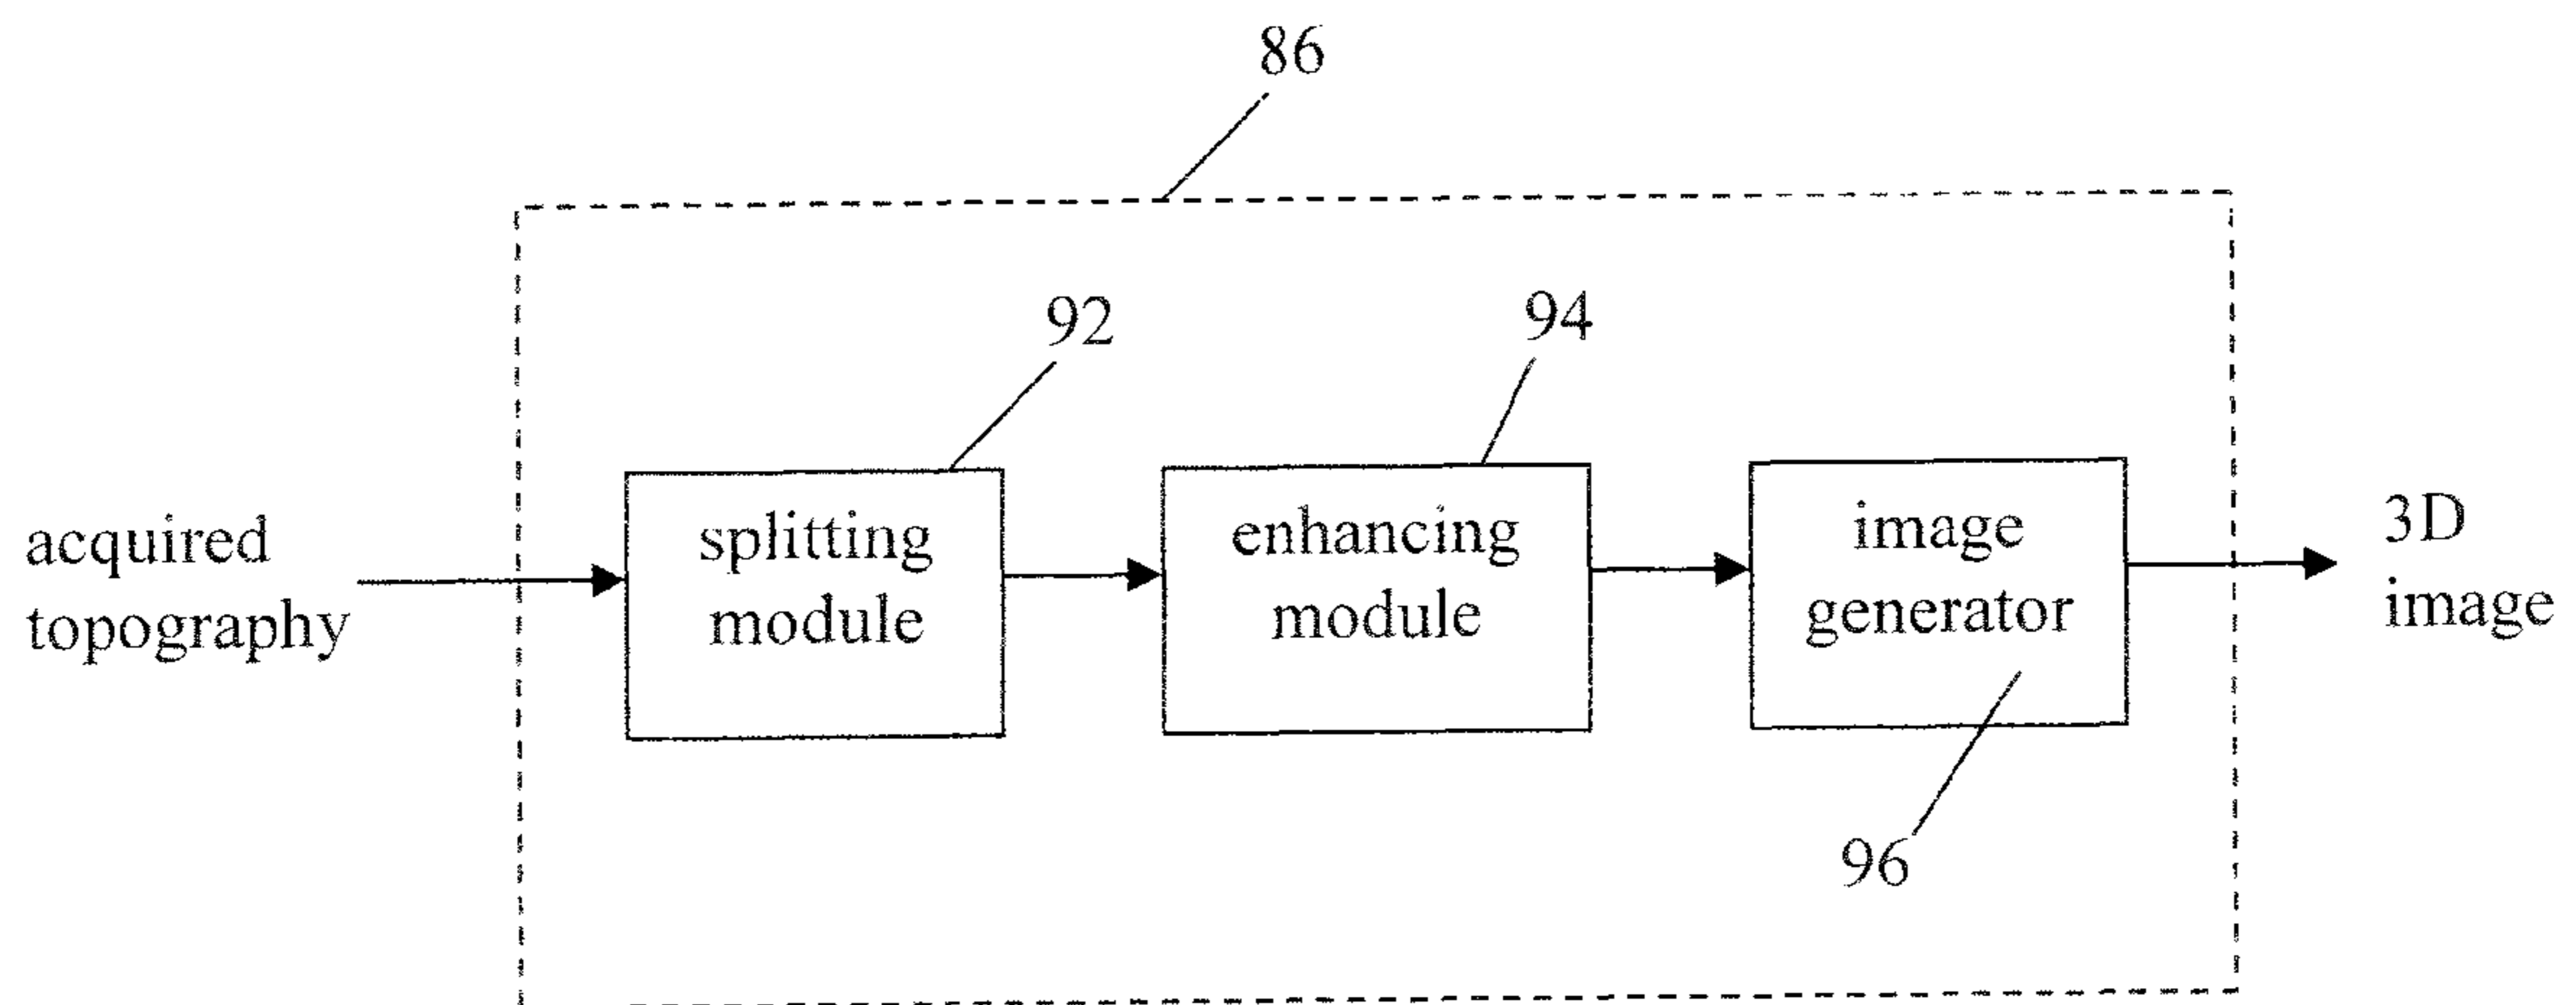 86
92
94
acquired
topography
splitting
module
enhancing
module
image
generator
3D
image
96